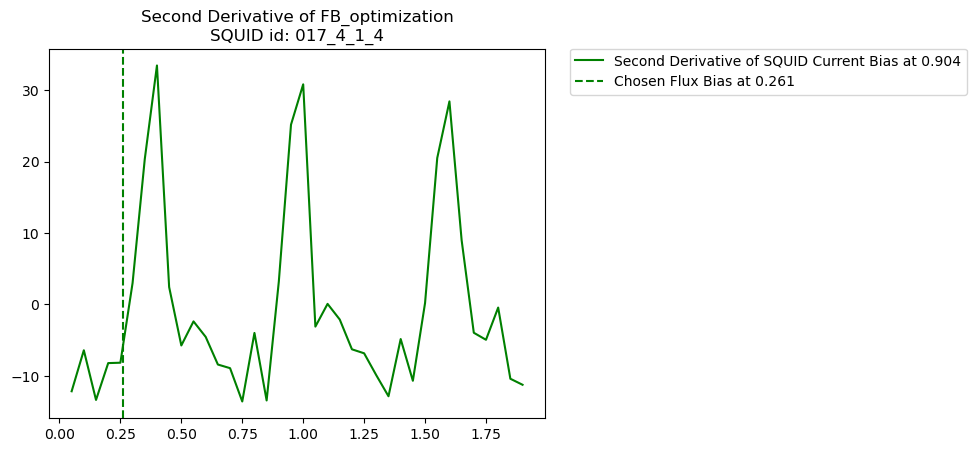 Second Derivative of FB_optimization
SQUID id: 017_4_1_4
Second Derivative of SQUID Current Bias at 0.904
Chosen Flux Bias at 0.261
30
20
10
0
−10
0.00 0.25 0.50 0.75 1.00 1.25 1.50 1.75